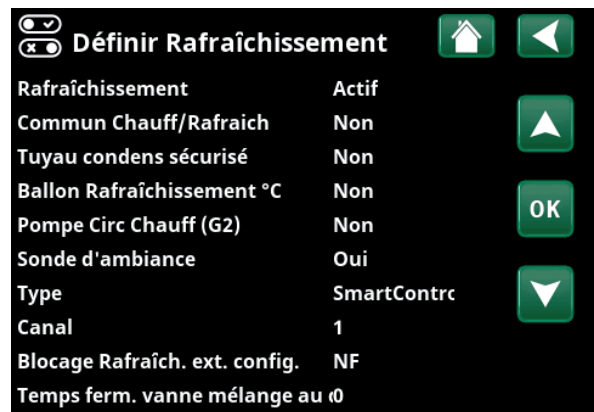 Définir Rafraîchissement
Rafraîchissement Actif
Commun Chauff/Rafraich Non
Tuyau condens sécurisé Non
Ballon Rafraîchissement °C Non
Pompe Circ Chauff (G2) Non
OK
Sonde d'ambiance Oui
Type SmartContrc
Canal 1
Blocage Rafraîch. ext. config. NF
Temps ferm. vanne mélange au 0